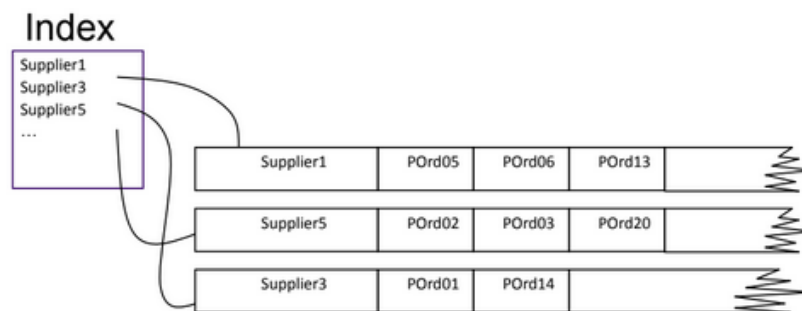 Index
Supplier1
Supplier3
Supplier5
...
Supplier1 POrd05 POrd06 POrd13
Supplier5 POrd02 POrd03 POrd20
Supplier3 POrd01 POrd14